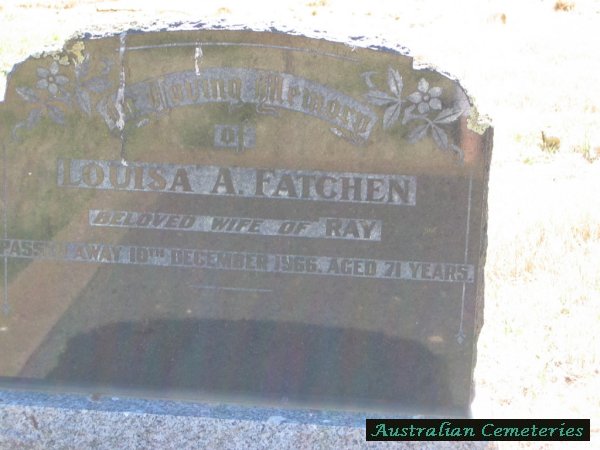 In Loving Memory
OF
LOUISA A. FATCHEN
BELOVED WIFE OF RAY
PASSED AWAY 10TH DECEMBER 1966. AGED 71 YEARS.
Australian Cemeteries